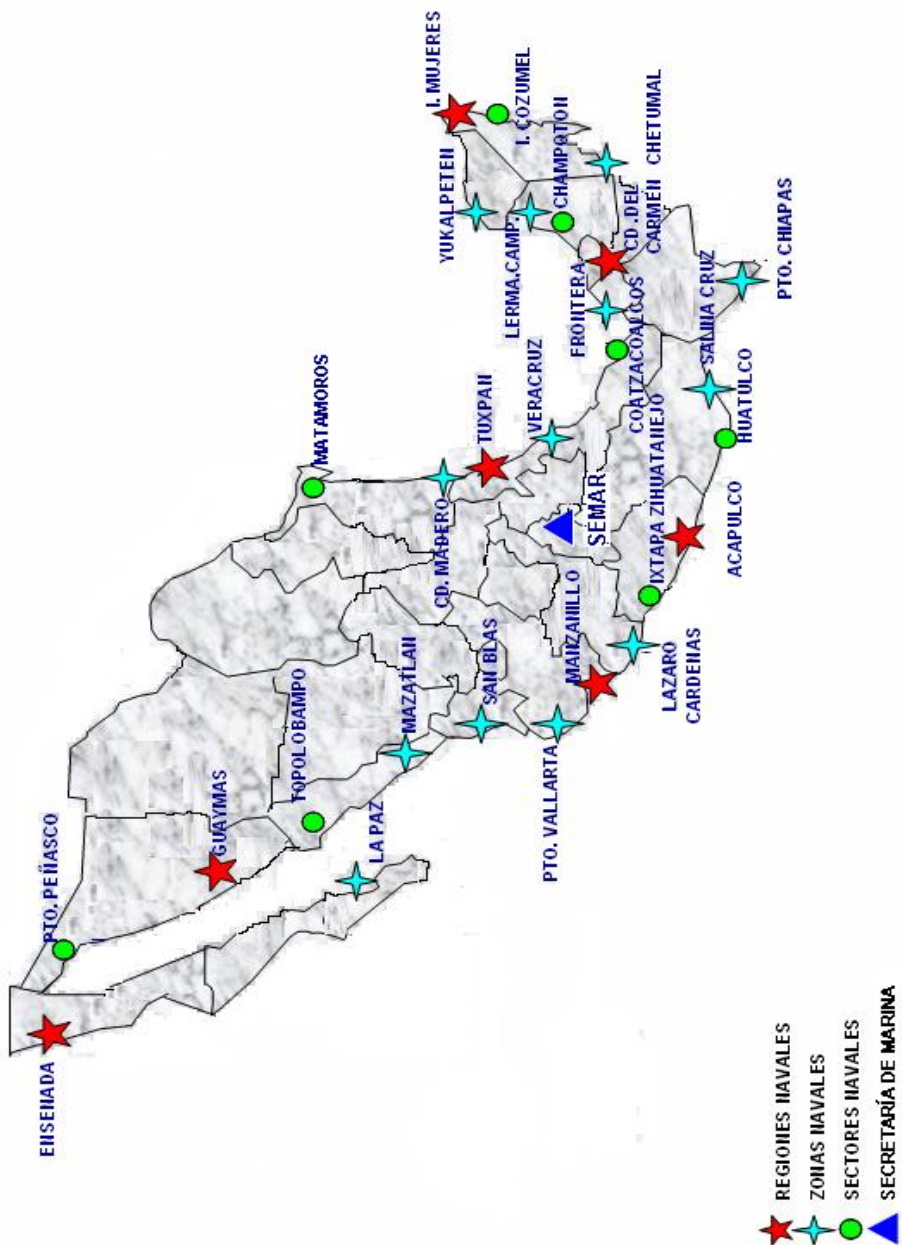 ENSENADA
PTO. PEÑASCO
GUAYMAS
TOPOLOBAMPO
LA PAZ
MAZATLAN
SAN BLAS
PTO. VALLARTA
MANZANILLO
LAZARO
CARDENAS
IXTAPA ZIHUATANEJO
ACAPULCO
HUATULCO
SALINA CRUZ
PTO. CHIAPAS
MATAMOROS
CD. MADERO
TUXPAN
VERACRUZ
SEMAR
COATZACOALCOS
FRONTERA
CD. DEL
CARMEN
CHAMPOTON
LERMA, CAMP.
YUKALPETEN
I. MUJERES
I. COZUMEL
CHETUMAL
REGIONES NAVALES
ZONAS NAVALES
SECTORES NAVALES
SECRETARÍA DE MARINA